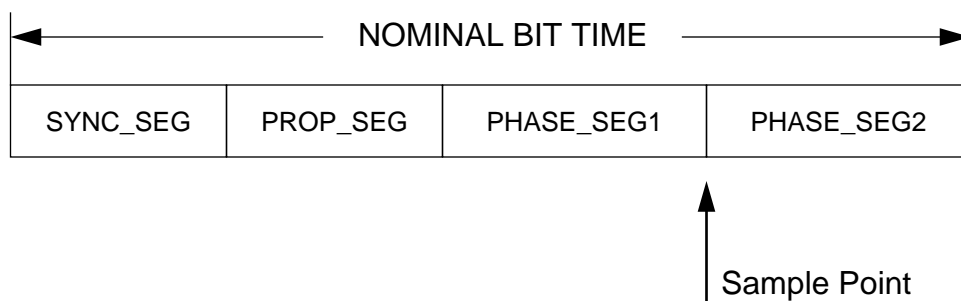 NOMINAL BIT TIME
SYNC_SEG PROP_SEG PHASE_SEG1 PHASE_SEG2
Sample Point